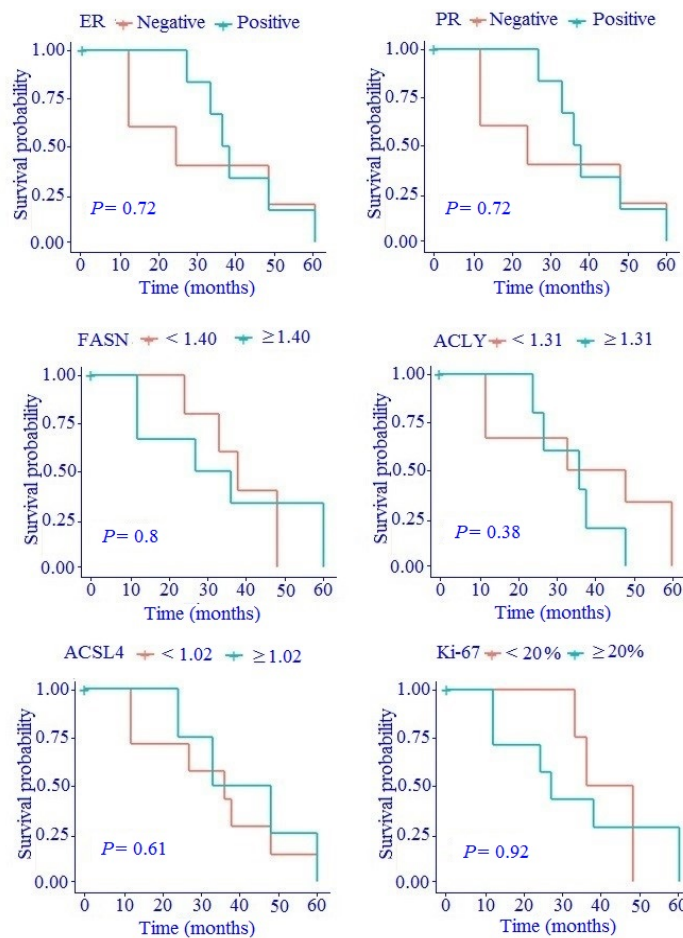 ER Negative Positive
Survival probability
1.00
0.75
0.50
0.25
0.00
P = 0.72
0 10 20 30 40 50 60
Time (months)
PR Negative Positive
Survival probability
1.00
0.75
0.50
0.25
0.00
P = 0.72
0 10 20 30 40 50 60
Time (months)
FASN < 1.40 ≥1.40
Survival probability
1.00
0.75
0.50
0.25
0.00
P = 0.8
0 10 20 30 40 50 60
Time (months)
ACLY < 1.31 ≥1.31
Survival probability
1.00
0.75
0.50
0.25
0.00
P = 0.38
0 10 20 30 40 50 60
Time (months)
ACSL4 < 1.02 ≥1.02
Survival probability
1.00
0.75
0.50
0.25
0.00
P = 0.61
0 10 20 30 40 50 60
Time (months)
Ki-67 < 20% ≥20%
Survival probability
1.00
0.75
0.50
0.25
0.00
P = 0.92
0 10 20 30 40 50 60
Time (months)